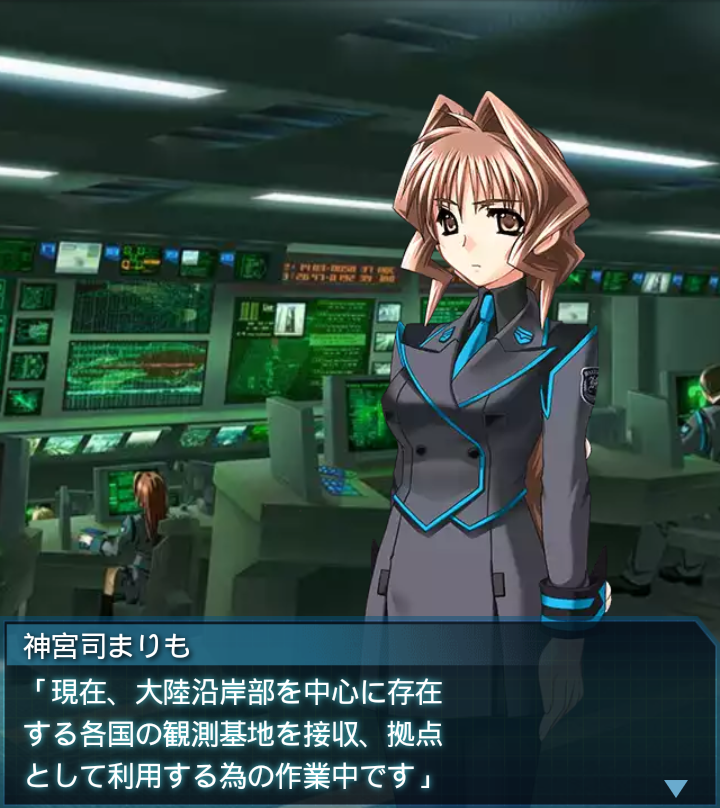 神宮司まりも
「現在、大陸沿岸部を中心に存在
する各国の観測基地を接収、拠点
として利用する為の作業中です」